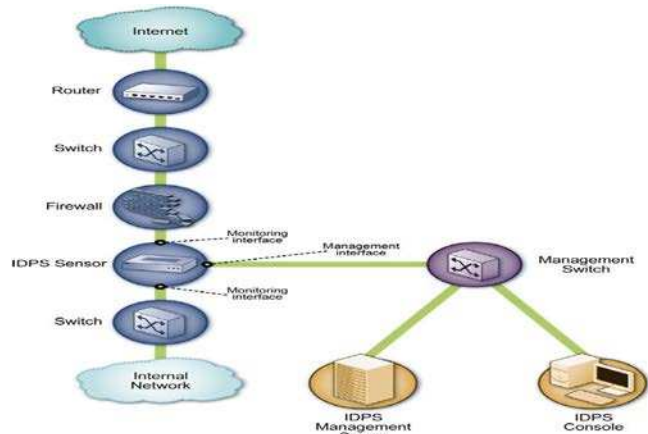 Internet
Router
Switch
Firewall
Monitoring
interface
Management
interface
IDPS Sensor
Management
Switch
Monitoring
interface
Switch
Internal
Network
IDPS
Management
IDPS
Console